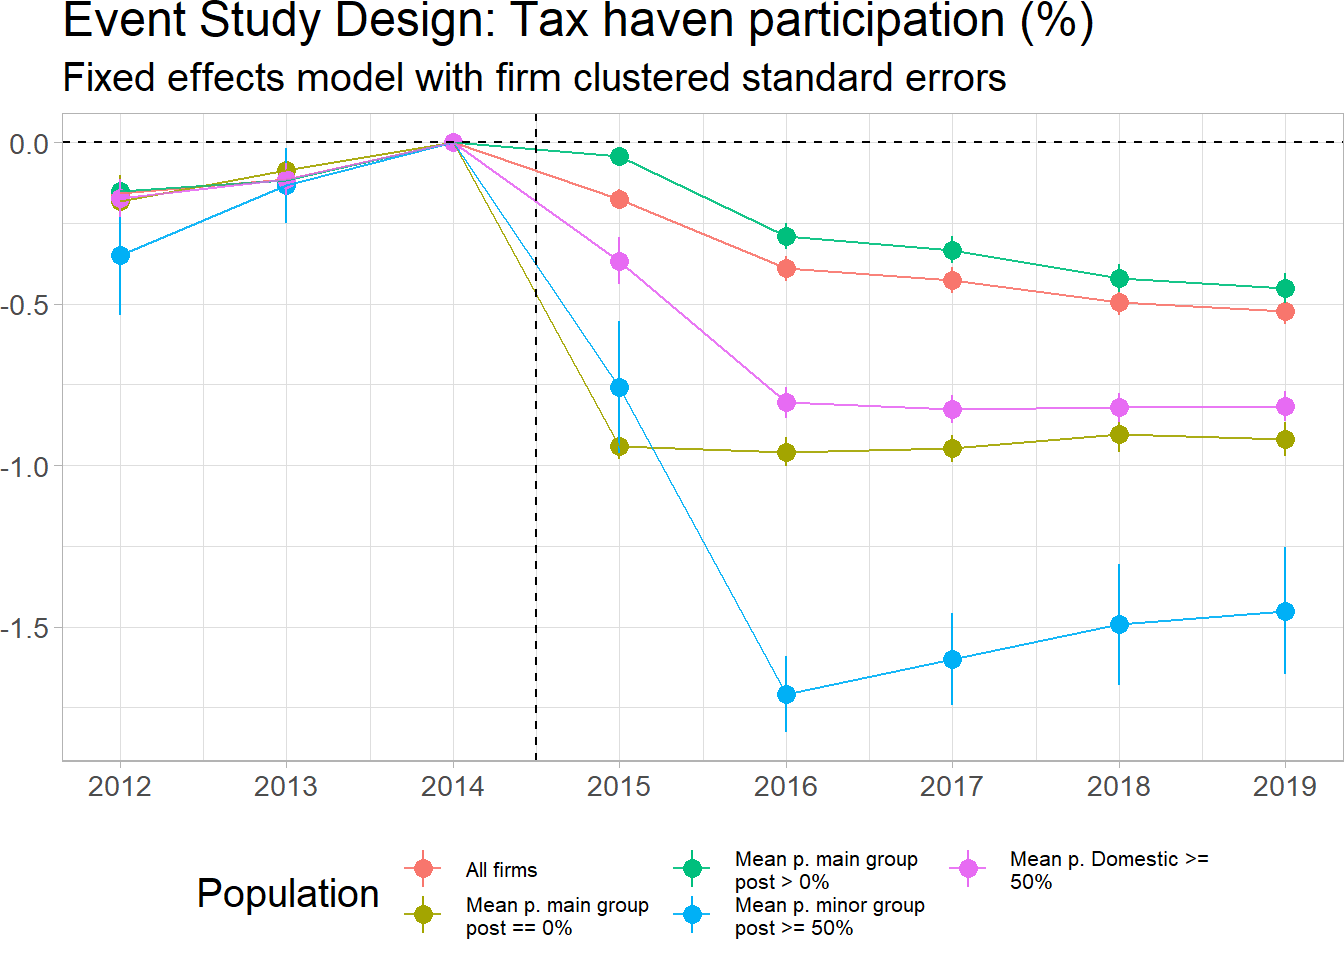 Event Study Design: Tax haven participation (%)
Fixed effects model with firm clustered standard errors
0.0
-0.5
-1.0
-1.5
2012 2013 2014 2015 2016 2017 2018 2019
Population
All firms
Mean p. main group
post == 0%
Mean p. main group
post > 0%
Mean p. minor group
post >= 50%
Mean p. Domestic >=
50%